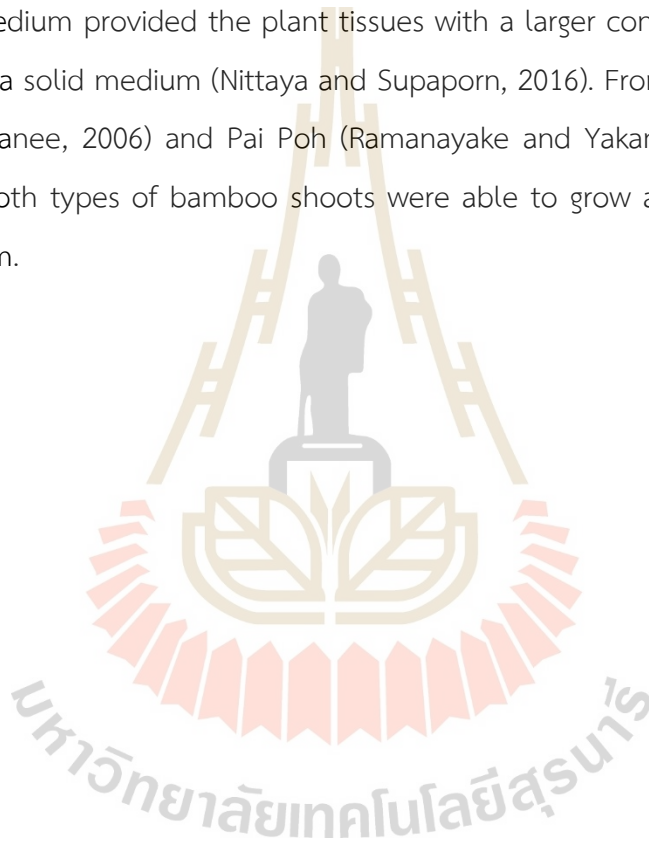 edium provided the plant tissues with a larger con
a solid medium (Nittaya and Supaporn, 2016). From
anee, 2006) and Pai Poh (Ramanayake and Yakan
oth types of bamboo shoots were able to grow a
n.
มหาวิทยาลัยเทคโนโลยีสุรนารี